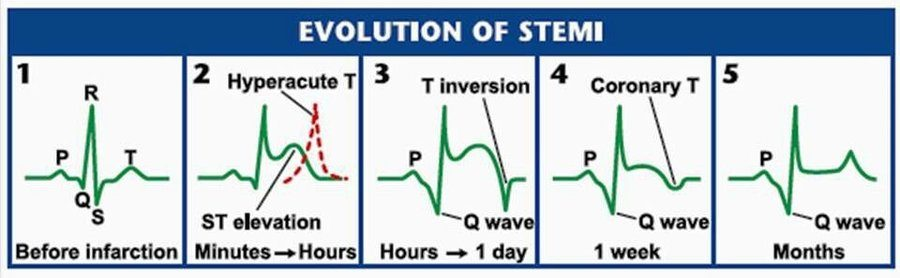 EVOLUTION OF STEMI
1
R
P
T
Q
S
Before infarction
2
Hyperacute T
ST elevation
Minutes → Hours
3
T inversion
P
Q wave
Hours → 1 day
4
Coronary T
P
Q wave
1 week
5
P
Q wave
Months